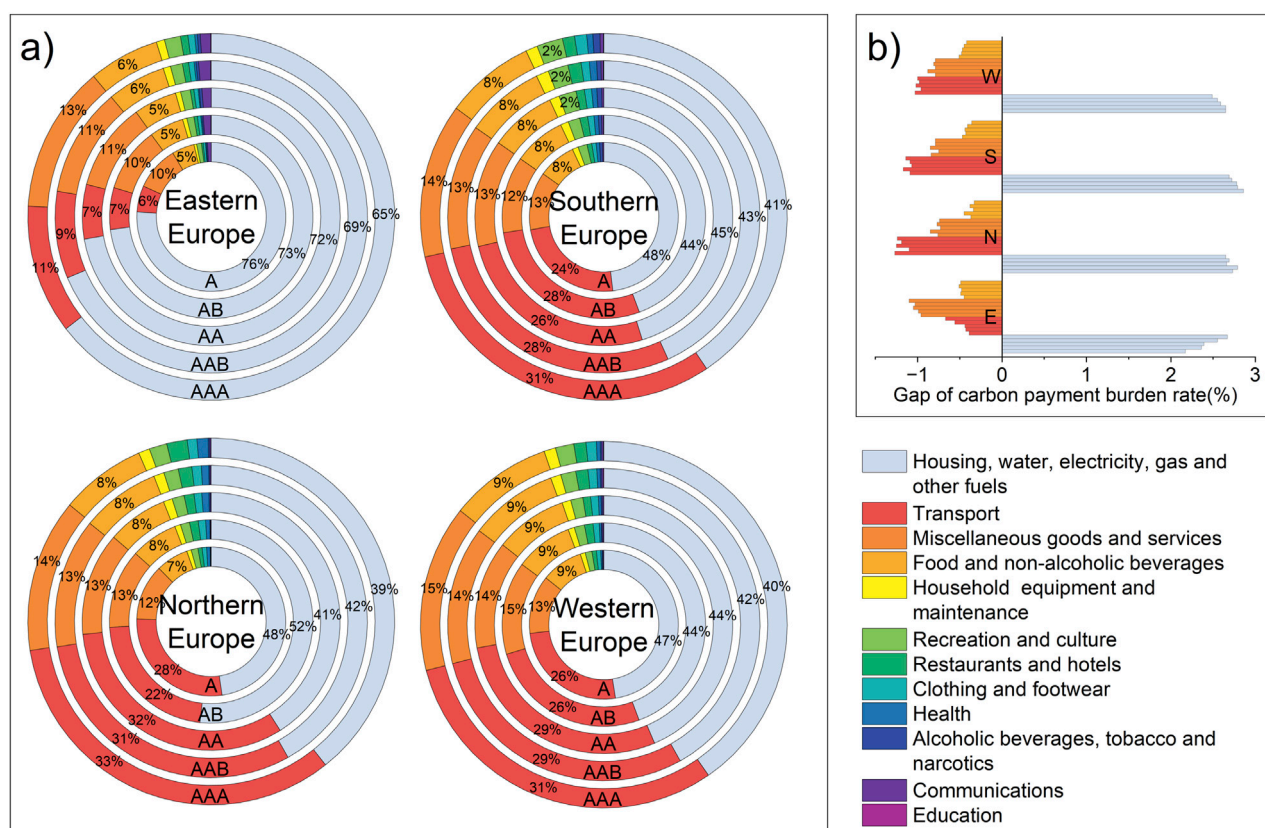 a)
6%
6%
13%
5%
11%
5%
11%
10%
5%
10%
Eastern
Europe
6%
7%
7%
9%
11%
76%
73%
72%
69%
65%
A
AB
AA
AAB
AAA
2%
2%
2%
8%
8%
8%
8%
8%
14%
13%
13%
12%
13%
Southern
Europe
48%
44%
45%
43%
41%
24%
28%
26%
28%
31%
A
AB
AA
AAB
AAA
8%
8%
8%
8%
7%
14%
13%
13%
13%
12%
Northern
Europe
48%
52%
41%
42%
39%
28%
22%
32%
31%
33%
A
AB
AA
AAB
AAA
9%
9%
9%
9%
9%
15%
14%
14%
15%
13%
Western
Europe
47%
44%
44%
42%
40%
26%
26%
29%
29%
31%
A
AB
AA
AAB
AAA
b)
W
S
N
E
−1 0 1 2 3
Gap of carbon payment burden rate(%)
Housing, water, electricity, gas and
other fuels
Transport
Miscellaneous goods and services
Food and non-alcoholic beverages
Household equipment and
maintenance
Recreation and culture
Restaurants and hotels
Clothing and footwear
Health
Alcoholic beverages, tobacco and
narcotics
Communications
Education